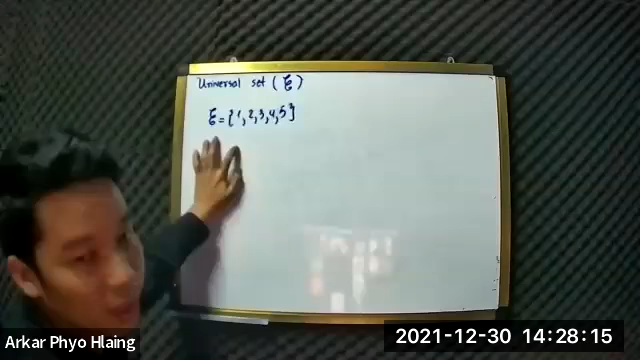 Universal set (ξ)
ξ = {1,2,3,4,5}
Arkar Phyo Hlaing
2021-12-30 14:28:15